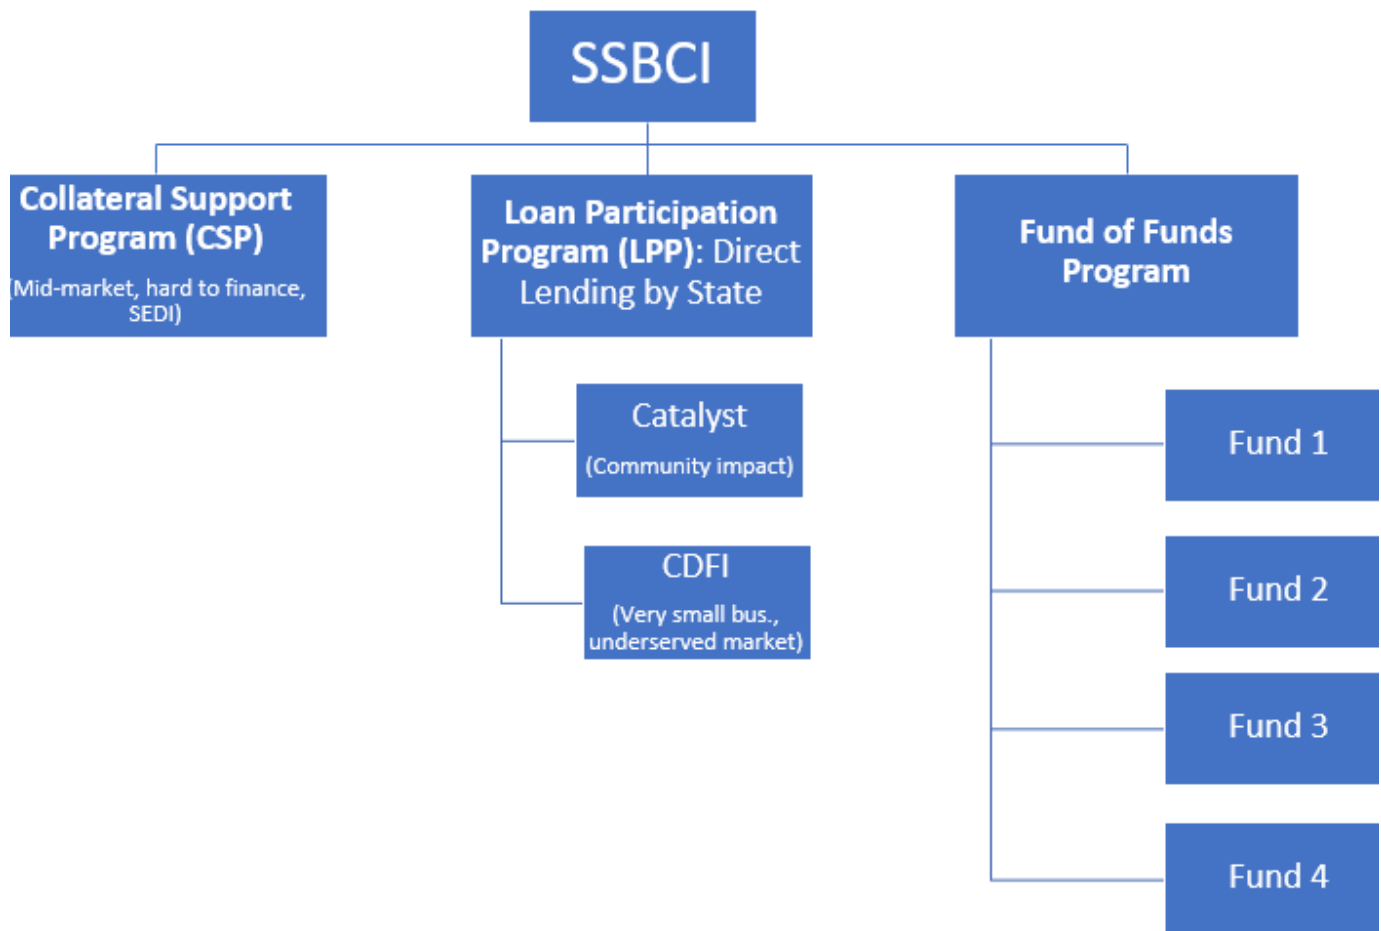 SSBCI
Collateral Support
Program (CSP)
(Mid-market, hard to finance,
SEDI)
Loan Participation
Program (LPP): Direct
Lending by State
Fund of Funds
Program
Catalyst
(Community impact)
CDFI
(Very small bus.,
underserved market)
Fund 1
Fund 2
Fund 3
Fund 4